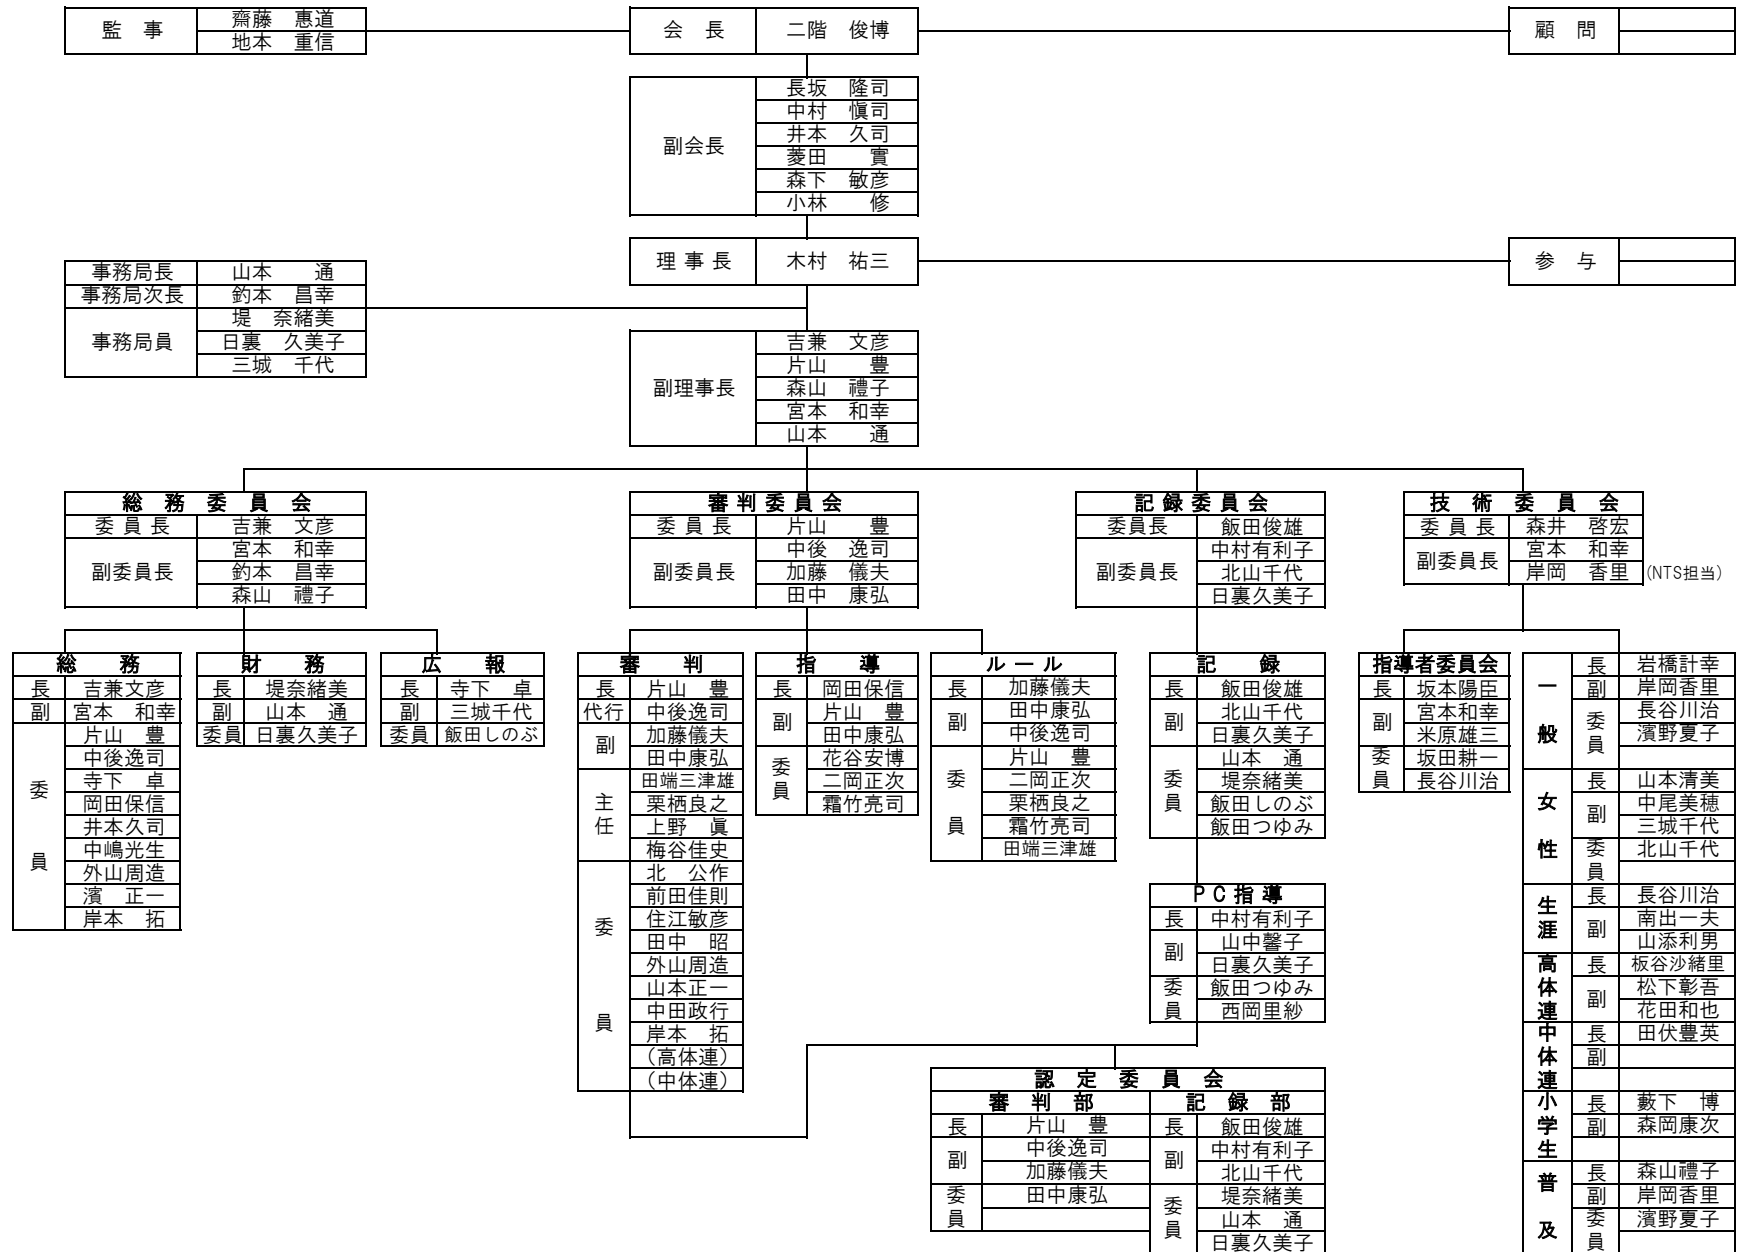 監　事　齋藤　惠道
地本　重信
会　長　二階　俊博
顧　問
副会長　長坂　隆司
中村　愼司
井本　久司
菱田　　實
森下　敏彦
小林　　修
理 事 長　木村　祐三
参　与
事務局長　山本　　通
事務局次長　釣本　昌幸
事務局員　堤　奈緒美
日裏　久美子
三城　千代
副理事長　吉兼　文彦
片山　　豊
森山　禮子
宮本　和幸
山本　　通
総　務　委　員　会
委 員 長　吉兼　文彦
副委員長　宮本　和幸
釣本　昌幸
森山　禮子
審 判 委 員 会
委 員 長　片山　　豊
副委員長　中後　逸司
加藤　儀夫
田中　康弘
記 録 委 員 会
委員長　飯田俊雄
副委員長　中村有利子
北山千代
日裏久美子
技　術　委　員　会
委 員 長　森井　啓宏
副委員長　宮本　和幸
岸岡　香里　(NTS担当)
総　　務
長　吉兼文彦
副　宮本　和幸
委員　片山　豊
中後逸司
寺下　卓
岡田保信
井本久司
中嶋光生
外山周造
濱　正一
岸本　拓
財　　務
長　堤奈緒美
副　山本　通
委員　日裏久美子
広　　報
長　寺下　卓
副　三城千代
委員　飯田しのぶ
審　　判
長　片山　豊
代行　中後逸司
副　加藤儀夫
田中康弘
主任　田端三津雄
栗栖良之
上野　眞
梅谷佳史
委員　北　公作
前田佳則
住江敏彦
田中　昭
外山周造
山本正一
中田政行
岸本　拓
（高体連）
（中体連）
指　　導
長　岡田保信
副　片山　豊
田中康弘
委員　花谷安博
二岡正次
霜竹亮司
ル ー ル
長　加藤儀夫
副　田中康弘
中後逸司
委員　片山　豊
二岡正次
栗栖良之
霜竹亮司
田端三津雄
記　　録
長　飯田俊雄
副　北山千代
日裏久美子
委員　山本　通
堤奈緒美
飯田しのぶ
飯田つゆみ
ＰＣ指 導
長　中村有利子
副　山中馨子
日裏久美子
委員　飯田つゆみ
西岡里紗
認　定　委　員　会
審　判　部
長　片山　豊
副　中後逸司
加藤儀夫
委員　田中康弘
記　録　部
長　飯田俊雄
副　中村有利子
北山千代
委員　堤奈緒美
山本　通
日裏久美子
指導者委員会
長　坂本陽臣
副　宮本和幸
米原雄三
委員　坂田耕一
長谷川治
一般　長　岩橋計幸
副　岸岡香里
委員　長谷川治
濱野夏子
女性　長　山本清美
副　中尾美穂
三城千代
委員　北山千代
生涯　長　長谷川治
副　南出一夫
山添利男
高体連　長　板谷沙緒里
副　松下彰吾
花田和也
中体連　長　田伏豊英
副
小学生　長　藪下　博
副　森岡康次
普及　長　森山禮子
副　岸岡香里
委員　濱野夏子